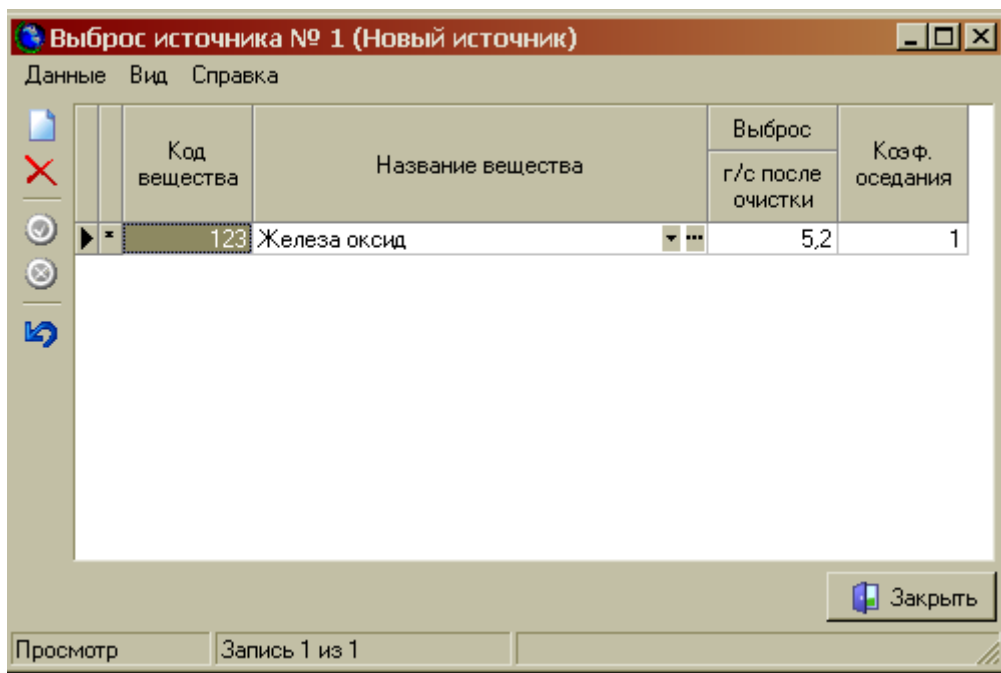 Выброс источника № 1 (Новый источник)
Данные Вид Справка
Код вещества
Название вещества
Выброс
г/с после очистки
Коэф. оседания
* 123 Железа оксид 5,2 1
Закрыть
Просмотр Запись 1 из 1